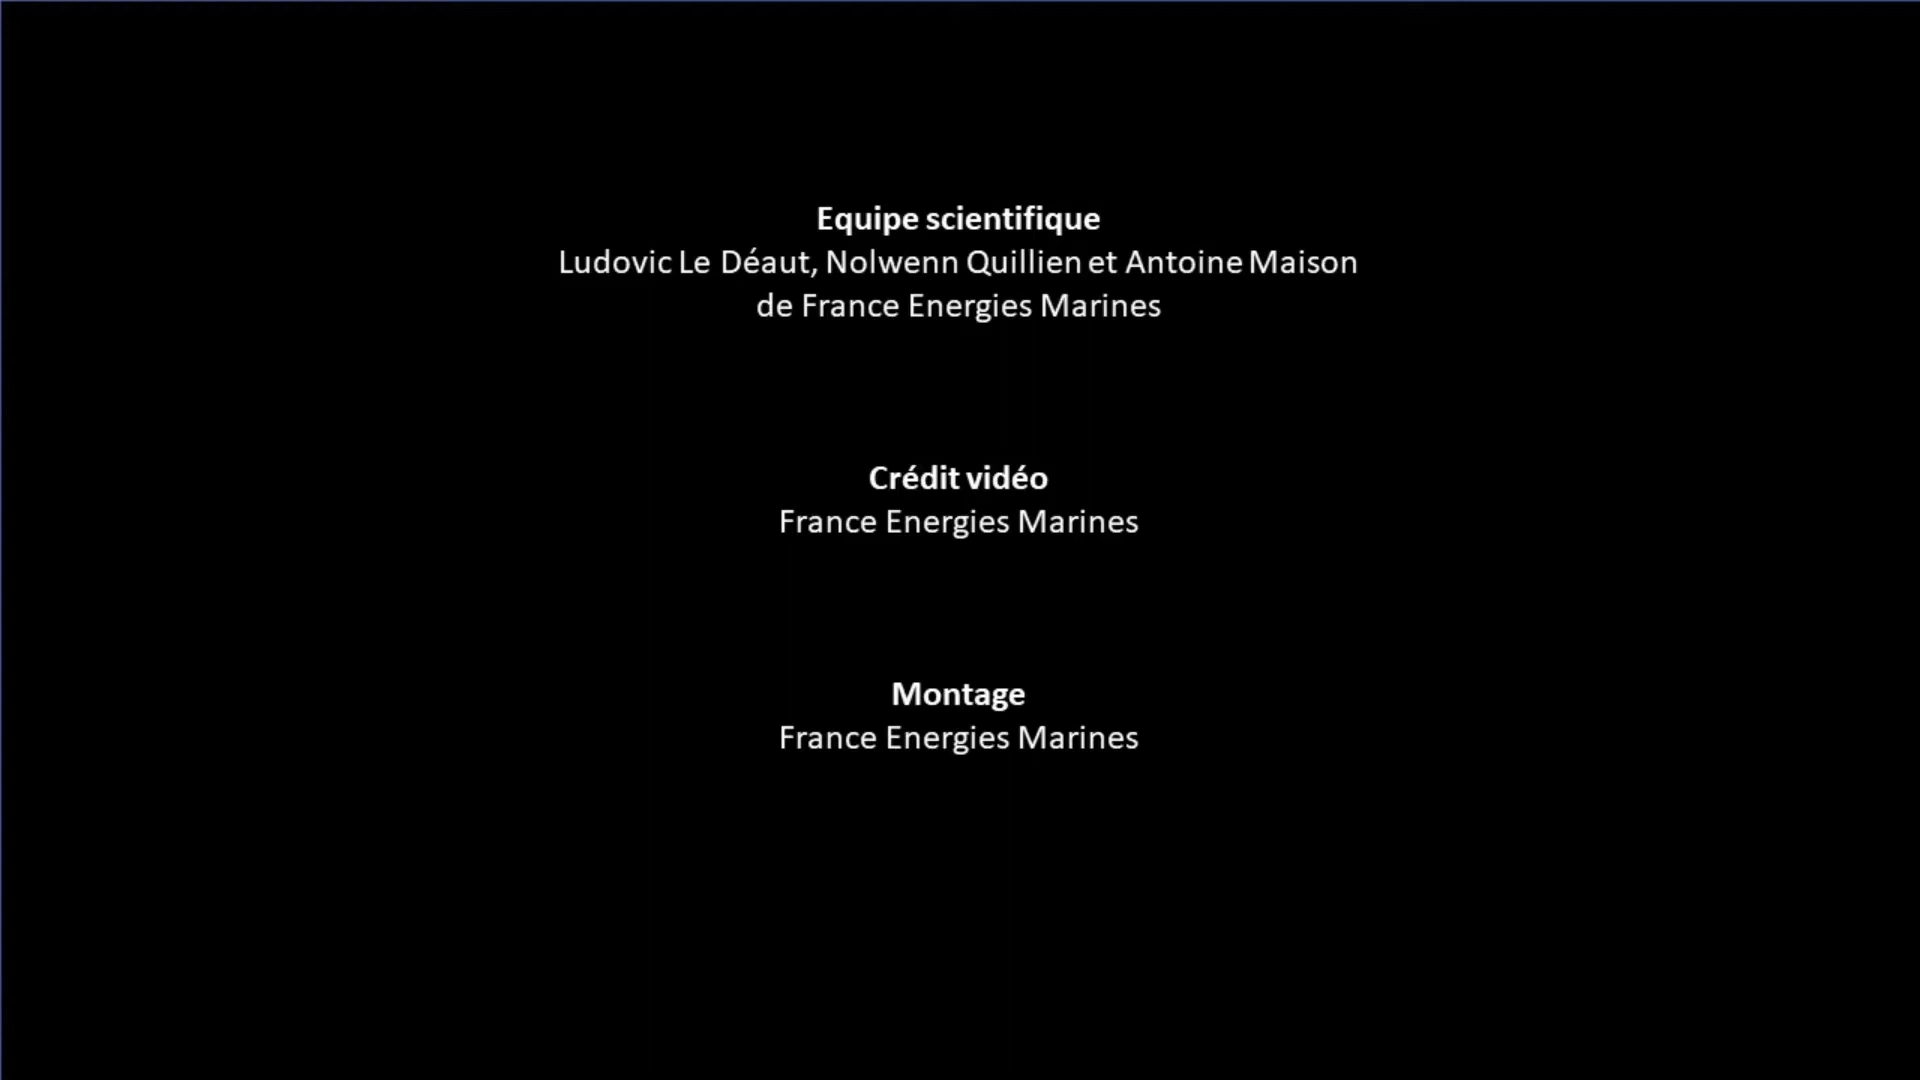 Equipe scientifique
Ludovic Le Déaut, Nolwenn Quillien et Antoine Maison
de France Energies Marines
Crédit vidéo
France Energies Marines
Montage
France Energies Marines